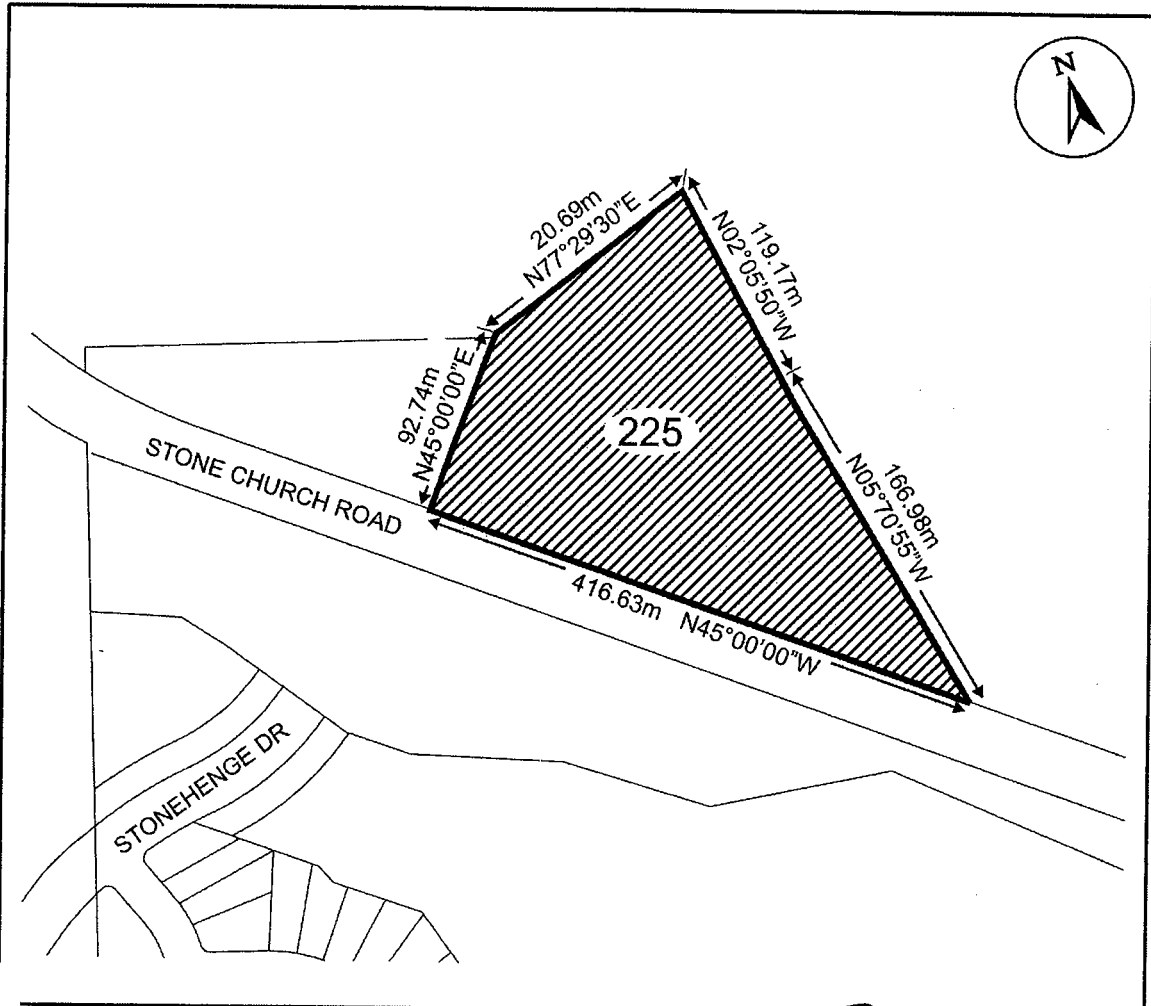 N
20.69m
N77°29'30"E
119.17m
N02°05'50"W
92.74m
N45°00'00"E
225
166.98m
N05°70'55"W
STONE CHURCH ROAD
416.63m N45°00'00"W
STONEHENGE DR